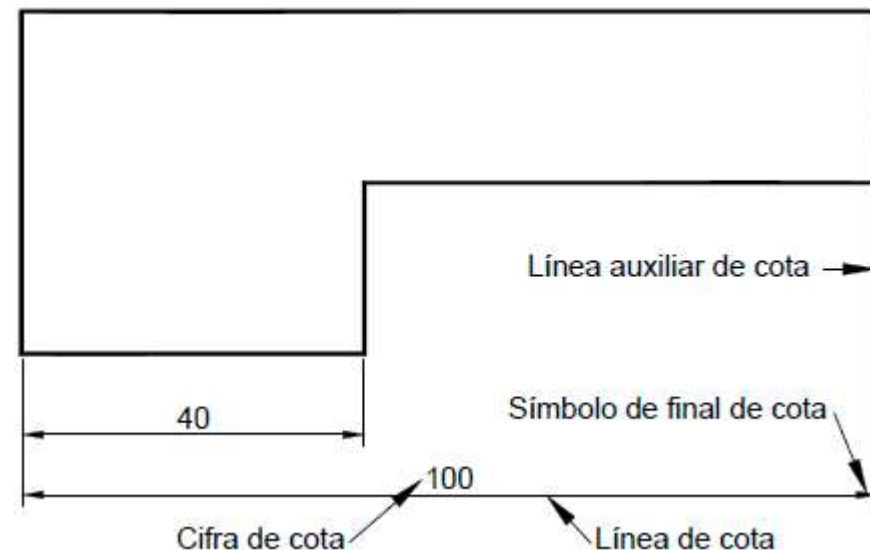 Línea auxiliar de cota
Símbolo de final de cota
40
100
Cifra de cota
Línea de cota